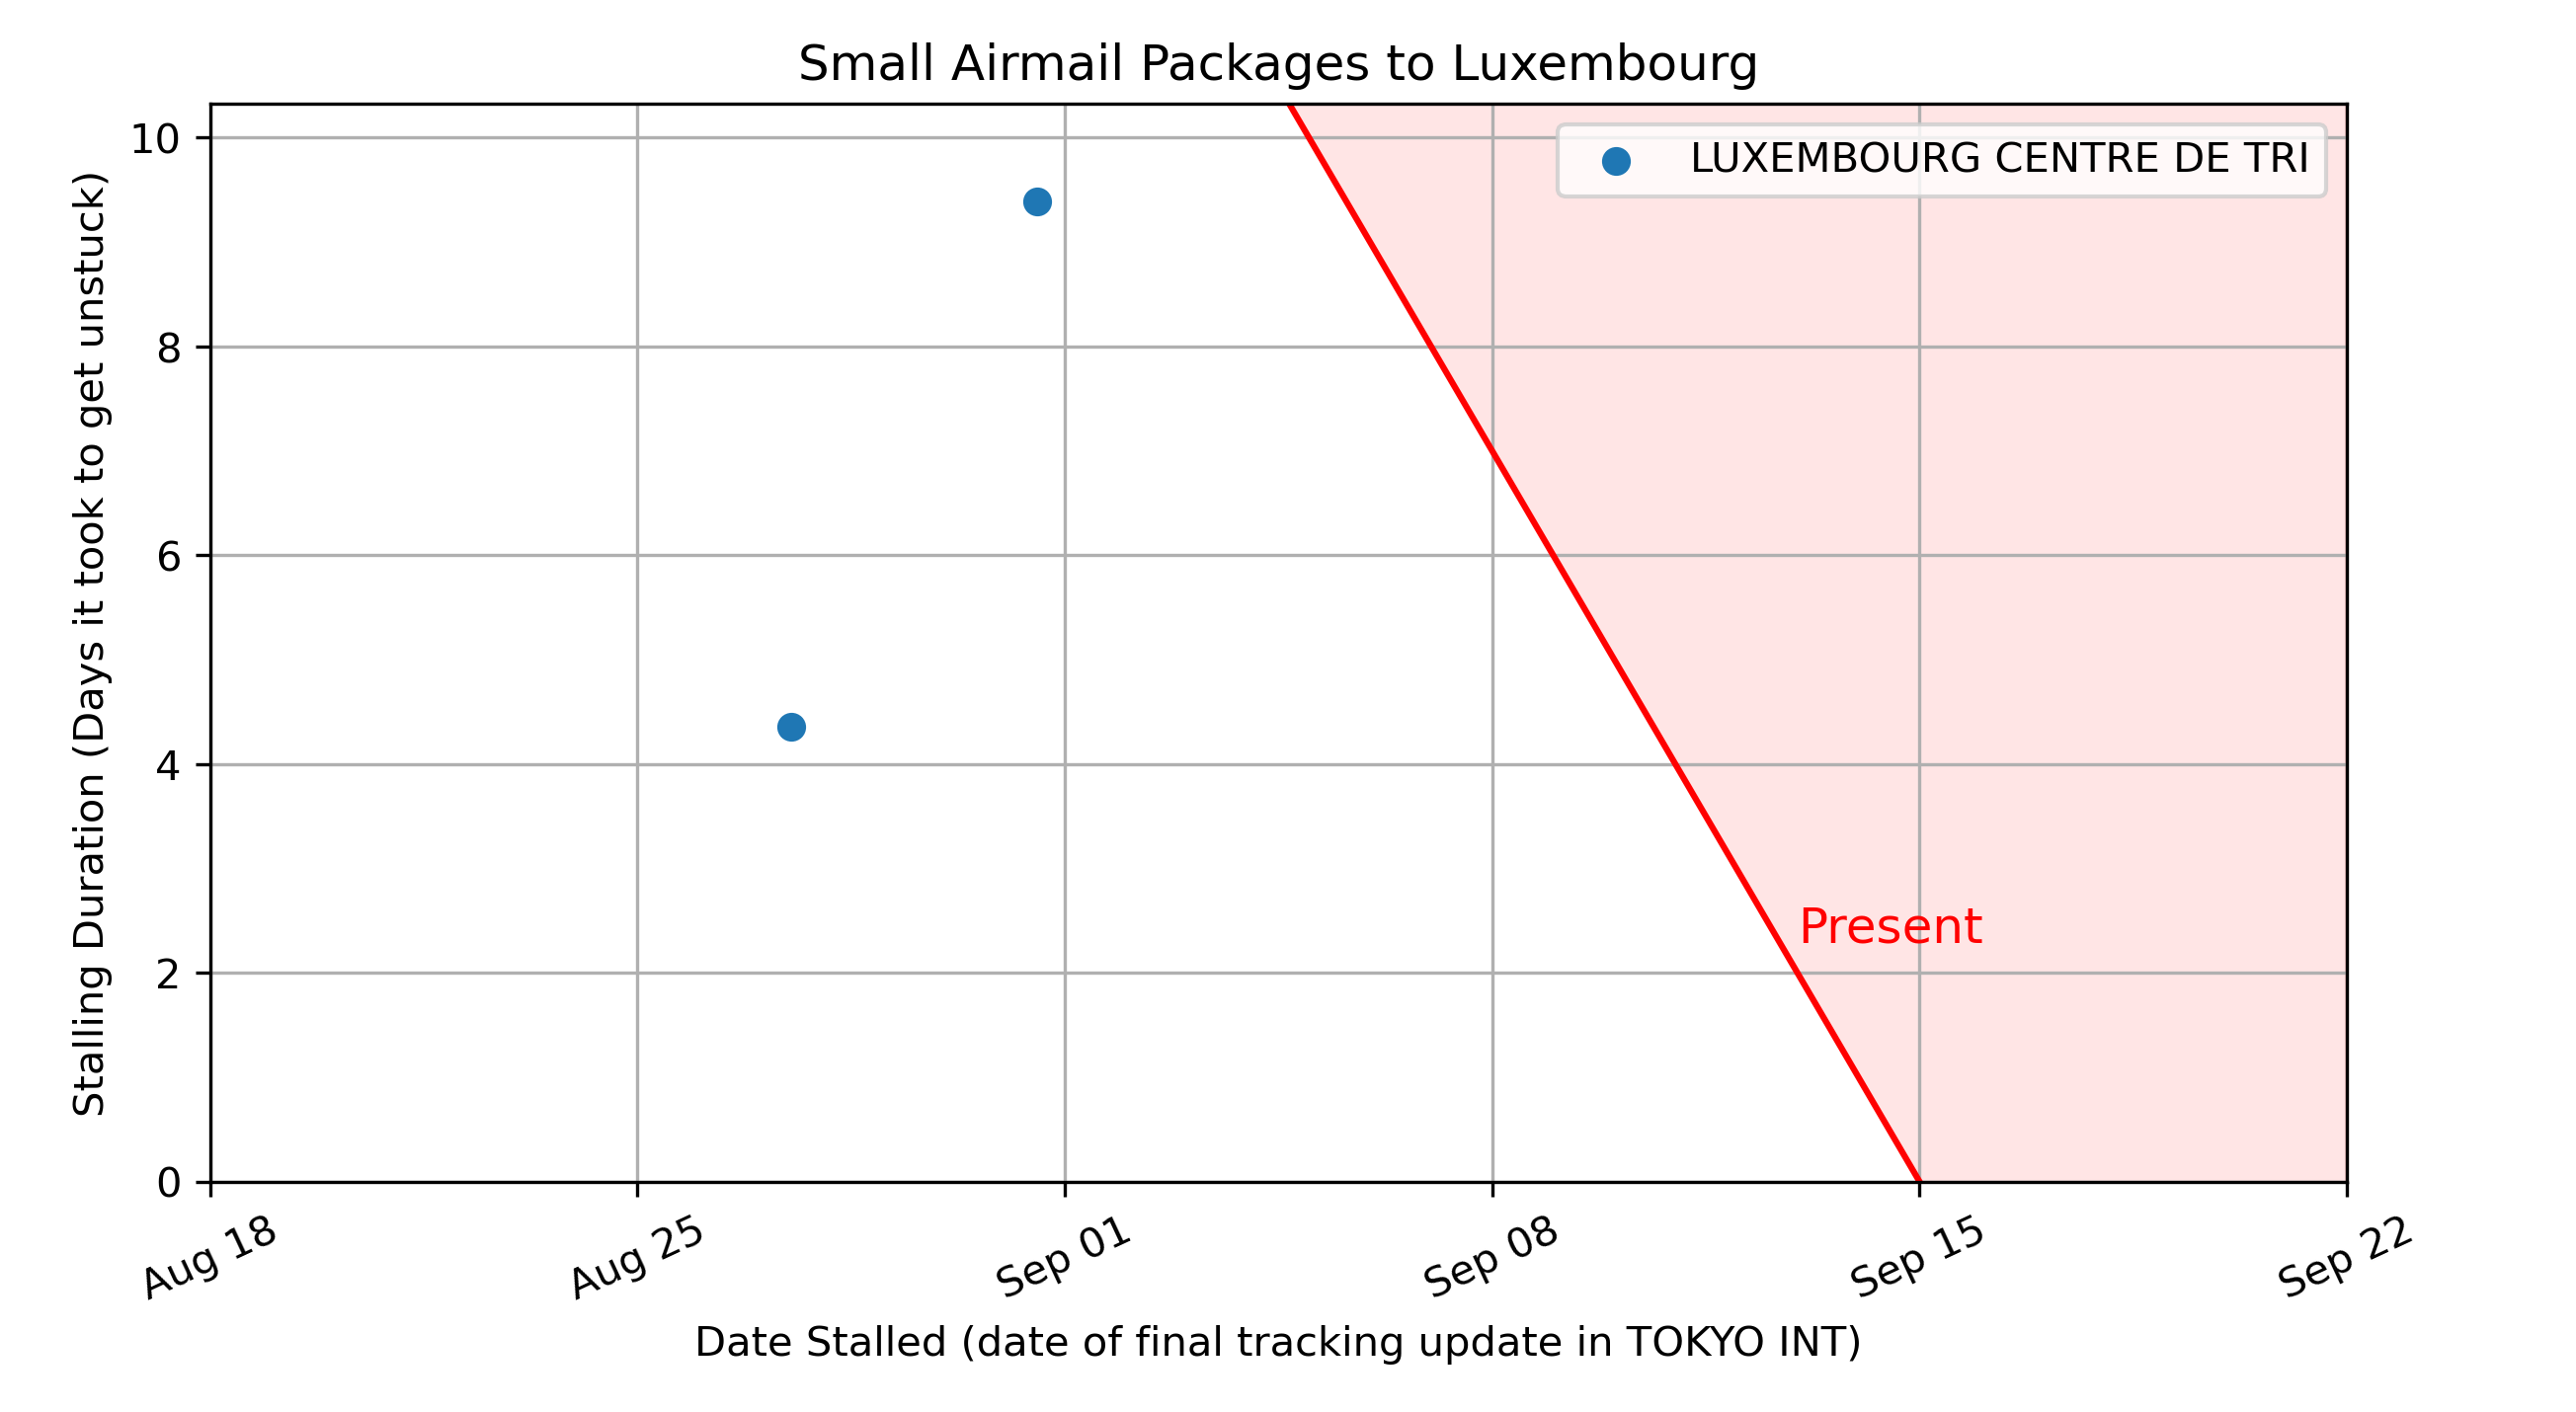 Small Airmail Packages to Luxembourg
LUXEMBOURG CENTRE DE TRI
Stalling Duration (Days it took to get unstuck)
10
8
6
4
2
0
Present
Aug 18
Aug 25
Sep 01
Sep 08
Sep 15
Sep 22
Date Stalled (date of final tracking update in TOKYO INT)